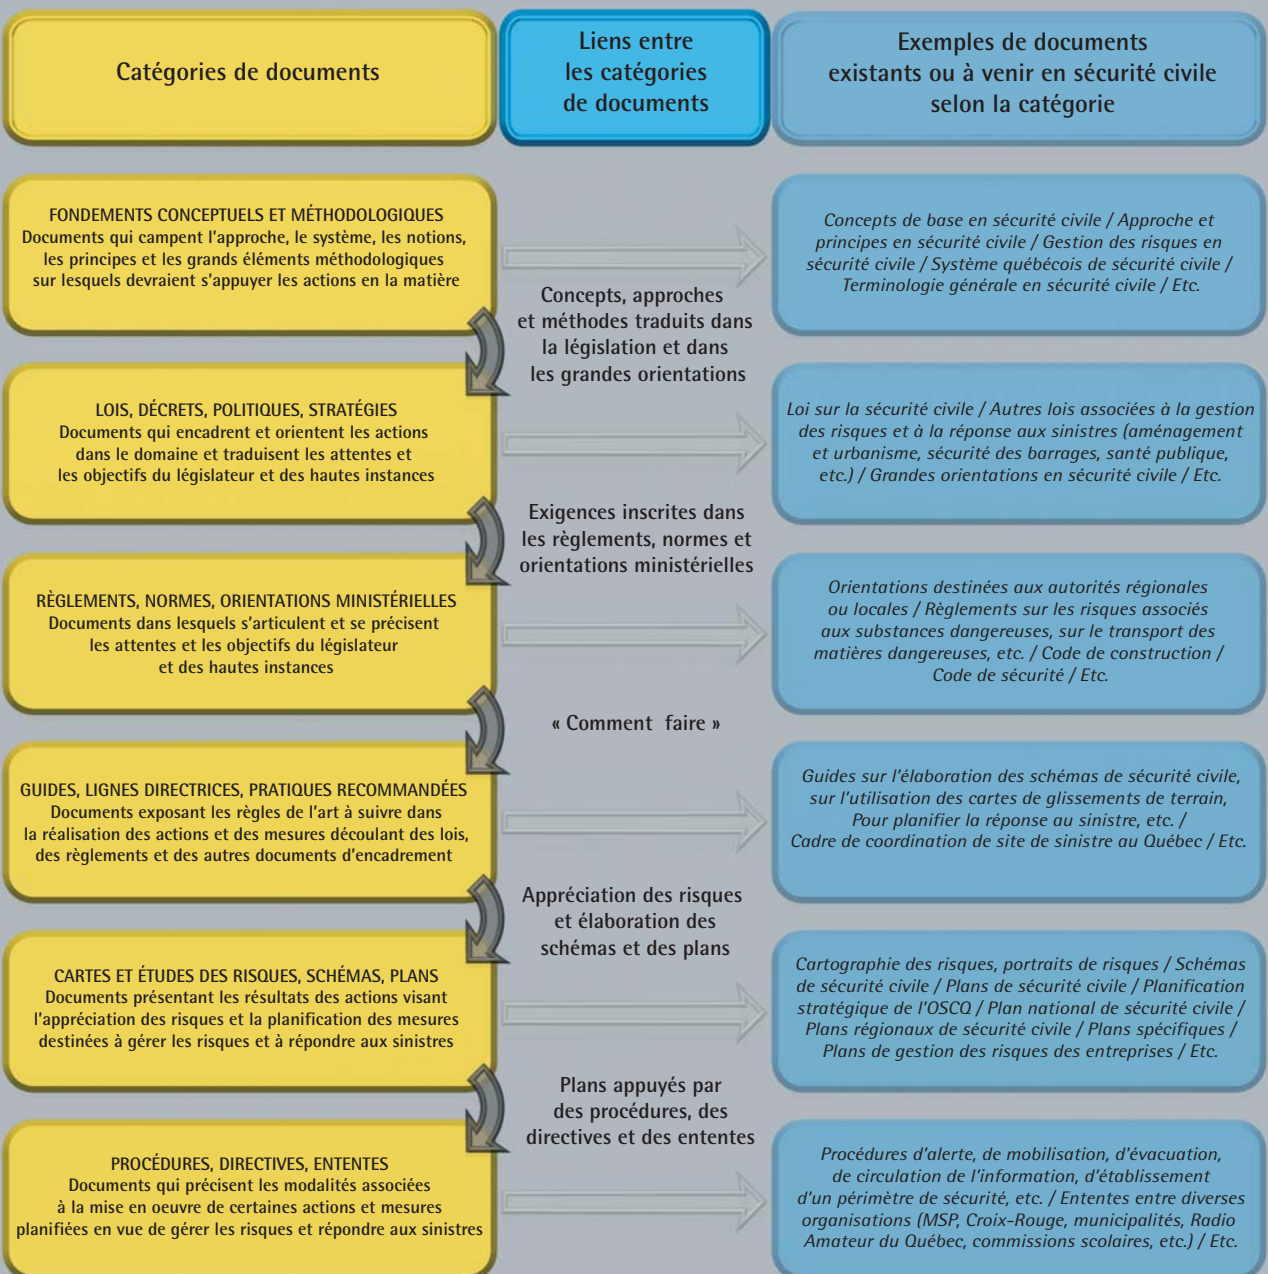 Catégories de documents
Liens entre
les catégories
de documents
Exemples de documents
existants ou à venir en sécurité civile
selon la catégorie
FONDEMENTS CONCEPTUELS ET MÉTHODOLOGIQUES
Documents qui campent l'approche, le système, les notions,
les principes et les grands éléments méthodologiques
sur lesquels devraient s'appuyer les actions en la matière
Concepts de base en sécurité civile / Approche et
principes en sécurité civile / Gestion des risques en
sécurité civile / Système québécois de sécurité civile /
Terminologie générale en sécurité civile / Etc.
Concepts, approches
et méthodes traduits dans
la législation et dans
les grandes orientations
LOIS, DÉCRETS, POLITIQUES, STRATÉGIES
Documents qui encadrent et orientent les actions
dans le domaine et traduisent les attentes et
les objectifs du législateur et des hautes instances
Loi sur la sécurité civile / Autres lois associées à la gestion
des risques et à la réponse aux sinistres (aménagement
et urbanisme, sécurité des barrages, santé publique,
etc.) / Grandes orientations en sécurité civile / Etc.
Exigences inscrites dans
les règlements, normes et
orientations ministérielles
RÈGLEMENTS, NORMES, ORIENTATIONS MINISTÉRIELLES
Documents dans lesquels s'articulent et se précisent
les attentes et les objectifs du législateur
et des hautes instances
Orientations destinées aux autorités régionales
ou locales / Règlements sur les risques associés
aux substances dangereuses, sur le transport des
matières dangereuses, etc. / Code de construction /
Code de sécurité / Etc.
« Comment faire »
GUIDES, LIGNES DIRECTRICES, PRATIQUES RECOMMANDÉES
Documents exposant les règles de l'art à suivre dans
la réalisation des actions et des mesures découlant des lois,
des règlements et des autres documents d'encadrement
Guides sur l'élaboration des schémas de sécurité civile,
sur l'utilisation des cartes de glissements de terrain,
Pour planifier la réponse au sinistre, etc. /
Cadre de coordination de site de sinistre au Québec / Etc.
Appréciation des risques
et élaboration des
schémas et des plans
CARTES ET ÉTUDES DES RISQUES, SCHÉMAS, PLANS
Documents présentant les résultats des actions visant
l'appréciation des risques et la planification des mesures
destinées à gérer les risques et à répondre aux sinistres
Cartographie des risques, portraits de risques / Schémas
de sécurité civile / Plans de sécurité civile / Planification
stratégique de l'OSCQ / Plan national de sécurité civile /
Plans régionaux de sécurité civile / Plans spécifiques /
Plans de gestion des risques des entreprises / Etc.
Plans appuyés par
des procédures, des
directives et des ententes
PROCÉDURES, DIRECTIVES, ENTENTES
Documents qui précisent les modalités associées
à la mise en oeuvre de certaines actions et mesures
planifiées en vue de gérer les risques et répondre aux sinistres
Procédures d'alerte, de mobilisation, d'évacuation,
de circulation de l'information, d'établissement
d'un périmètre de sécurité, etc. / Ententes entre diverses
organisations (MSP, Croix-Rouge, municipalités, Radio
Amateur du Québec, commissions scolaires, etc.) / Etc.